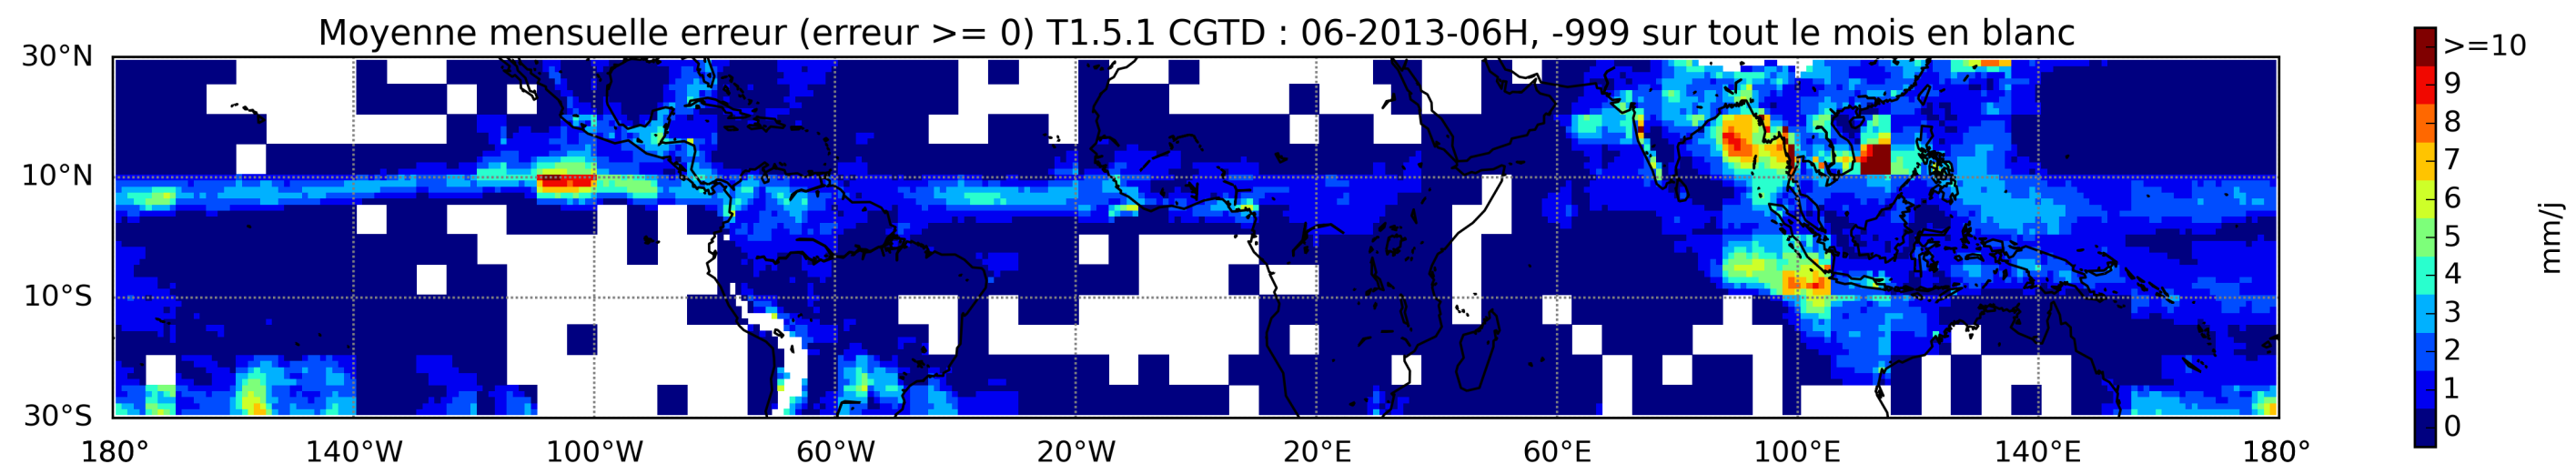 Moyenne mensuelle erreur (erreur >= 0) T1.5.1 CGTD : 06-2013-06H, -999 sur tout le mois en blanc
30°N
10°N
10°S
30°S
180° 140°W 100°W 60°W 20°W 20°E 60°E 100°E 140°E 180°
>=10
9
8
7
6
5
4
3
2
1
0
mm/j